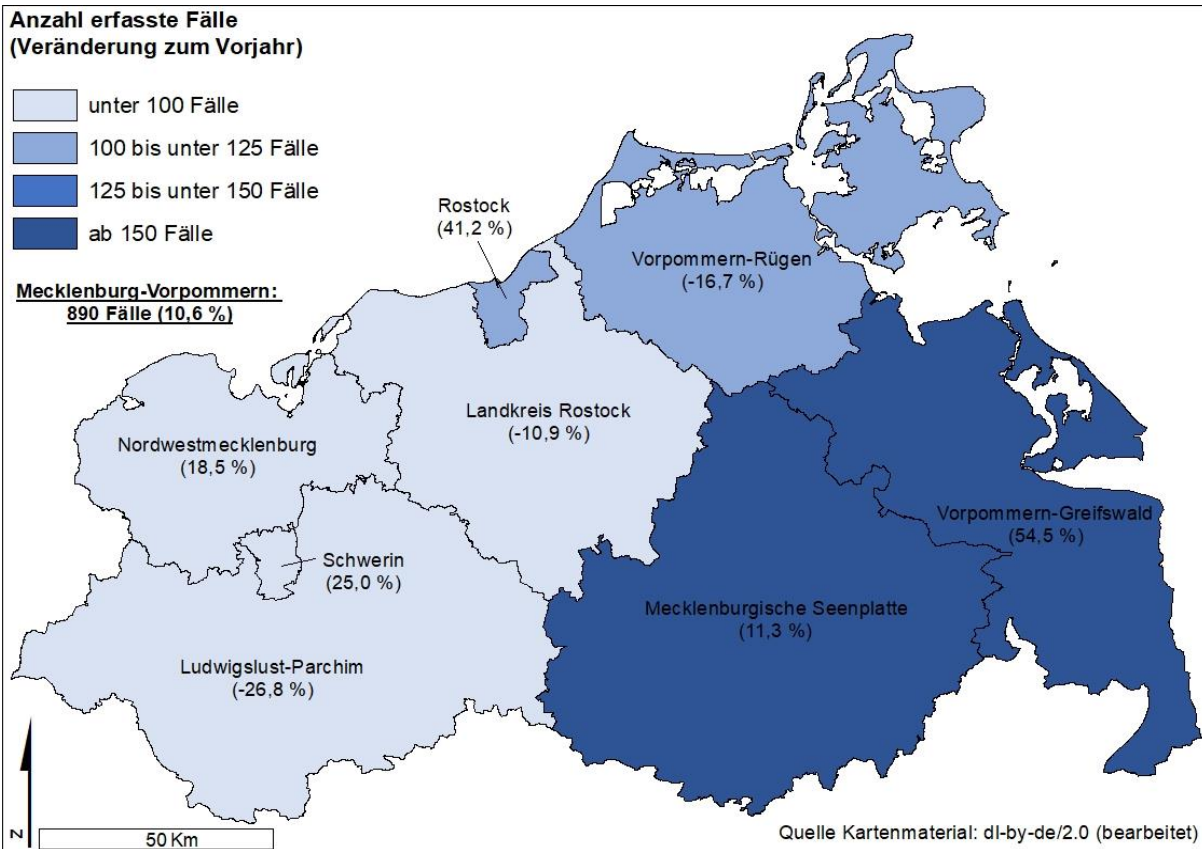 Anzahl erfasste Fälle
(Veränderung zum Vorjahr)
unter 100 Fälle
100 bis unter 125 Fälle
125 bis unter 150 Fälle
ab 150 Fälle
Mecklenburg-Vorpommern:
890 Fälle (10,6 %)
Rostock
(41,2 %)
Vorpommern-Rügen
(-16,7 %)
Landkreis Rostock
(-10,9 %)
Nordwestmecklenburg
(18,5 %)
Schwerin
(25,0 %)
Vorpommern-Greifswald
(54,5 %)
Mecklenburgische Seenplatte
(11,3 %)
Ludwigslust-Parchim
(-26,8 %)
N
50 Km
Quelle Kartenmaterial: dl-by-de/2.0 (bearbeitet)